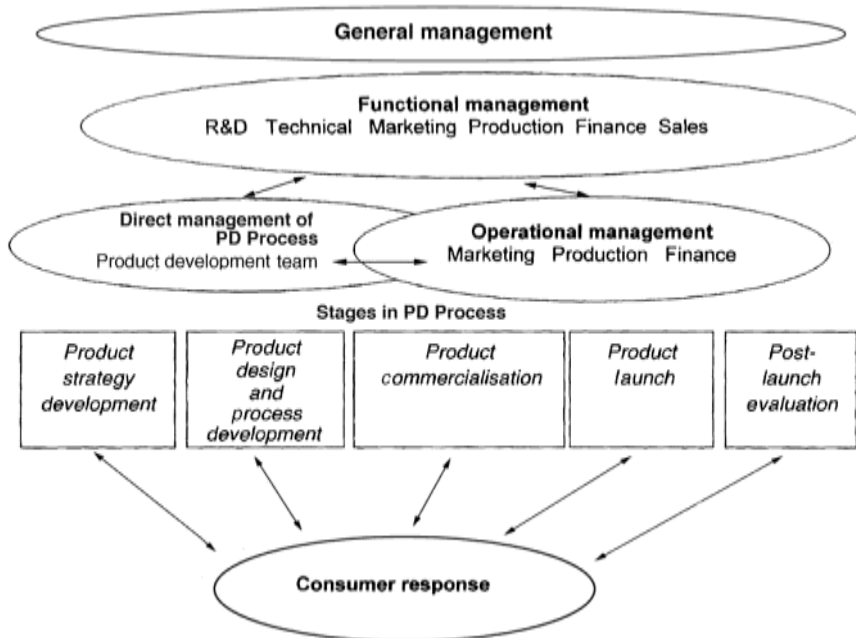 General management
Functional management
R&D Technical Marketing Production Finance Sales
Direct management of
PD Process
Product development team
Operational management
Marketing Production Finance
Stages in PD Process
Product
strategy
development
Product
design
and
process
development
Product
commercialisation
Product
launch
Post-
launch
evaluation
Consumer response